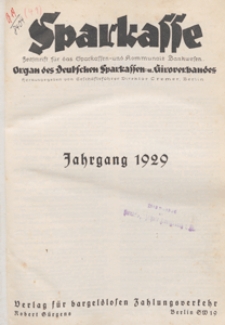 Sparkasse
Zeitschrift für das Sparkassen- und Kommunale Bankwesen
Organ des Deutschen Sparkassen- u. Giroverbandes
Jahrgang 1929
Verlag für bargeldlosen Zahlungsverkehr
Robert Gürgens Berlin SW 19